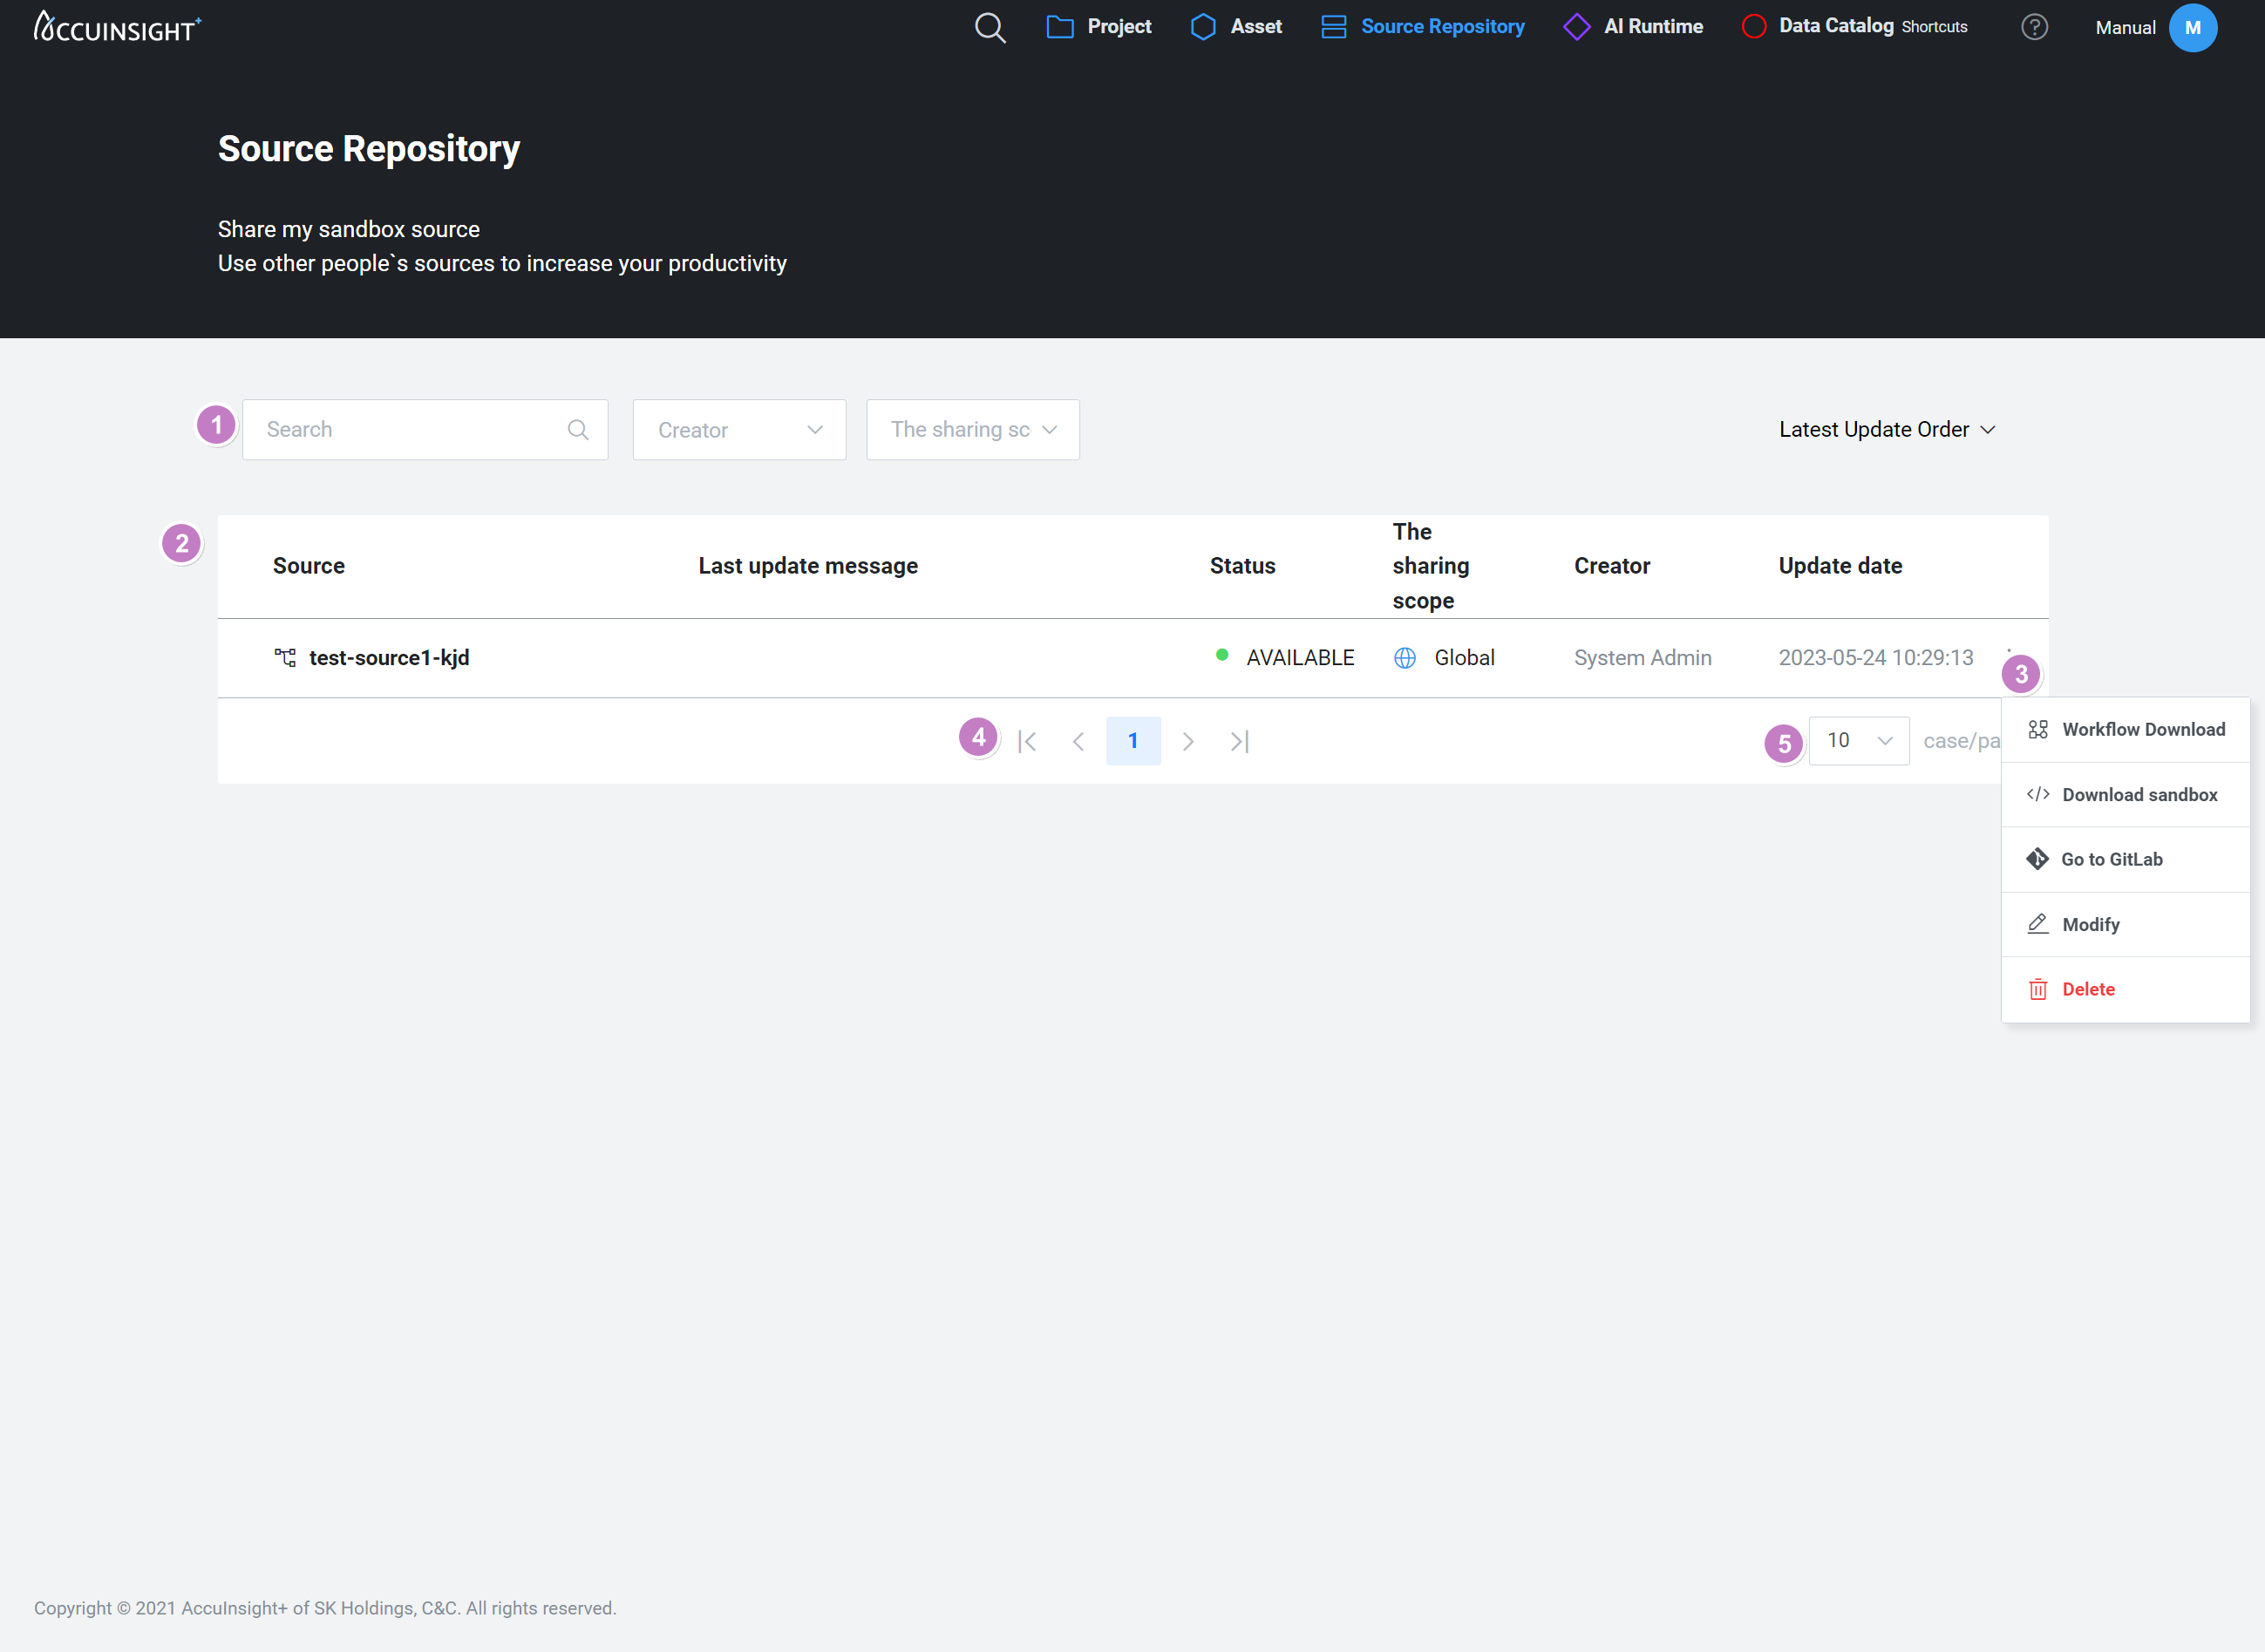 ACCUINSIGHT+
Project
Asset
Source Repository
AI Runtime
Data Catalog Shortcuts
?
Manual
M
Source Repository
Share my sandbox source
Use other people`s sources to increase your productivity
1
Search
Creator
The sharing sc
Latest Update Order
2
Source
Last update message
Status
The
sharing
scope
Creator
Update date
test-source1-kjd
AVAILABLE
Global
System Admin
2023-05-24 10:29:13
3
4
1
5
10
case/pa
Workflow Download
Download sandbox
Go to GitLab
Modify
Delete
Copyright © 2021 AccuInsight+ of SK Holdings, C&C. All rights reserved.